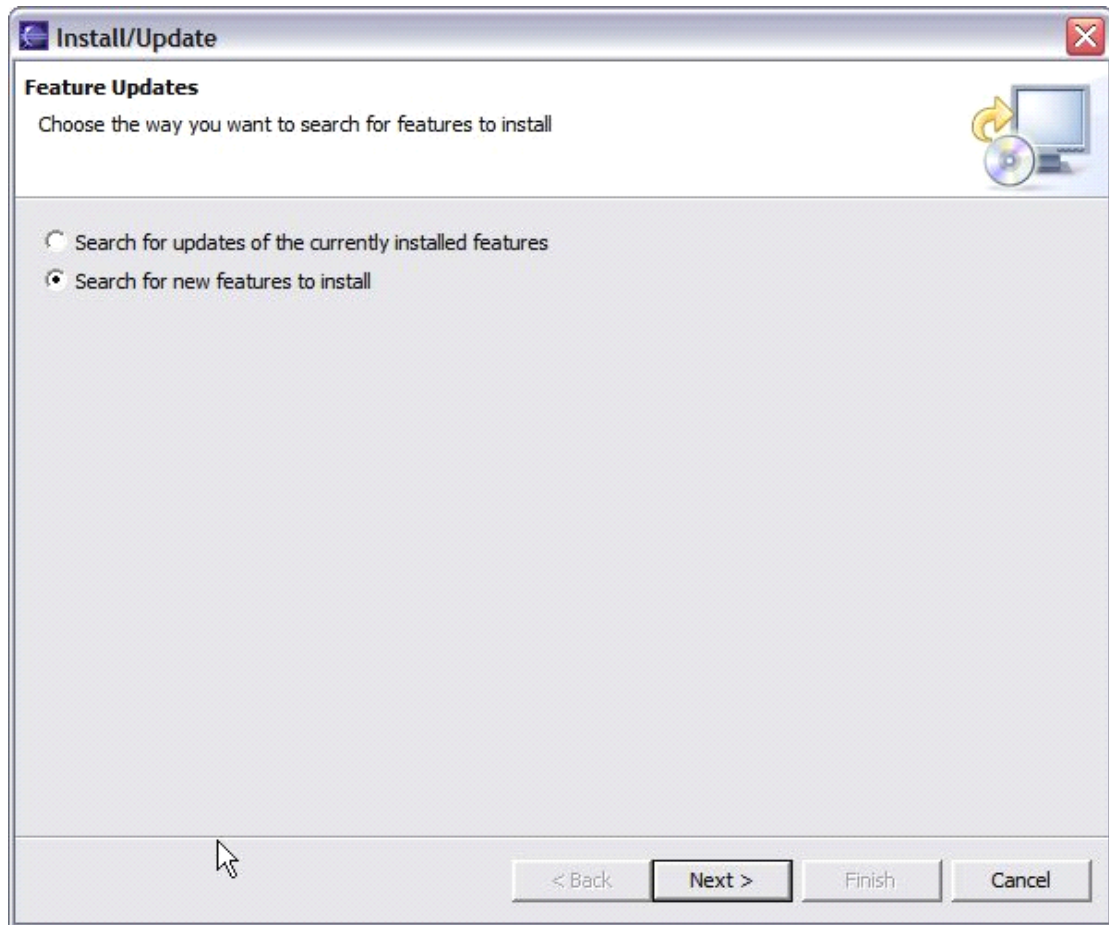 Install/Update
Feature Updates
Choose the way you want to search for features to install
Search for updates of the currently installed features
Search for new features to install
< Back Next > Finish Cancel